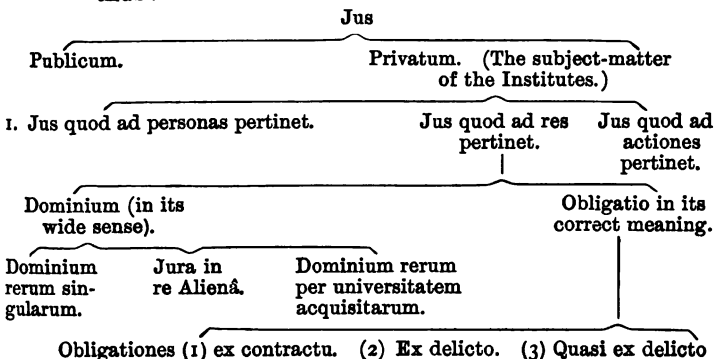 Jus
Publicum. Privatum. (The subject-matter
of the Institutes.)
1. Jus quod ad personas pertinet. Jus quod ad res Jus quod ad
pertinet. actiones
pertinet.
Dominium (in its Obligatio in its
wide sense). correct meaning.
Dominium Jura in Dominium rerum
rerum sin- re Alienâ. per universitatem
gularum. acquisitarum.
Obligationes (1) ex contractu. (2) Ex delicto. (3) Quasi ex delicto